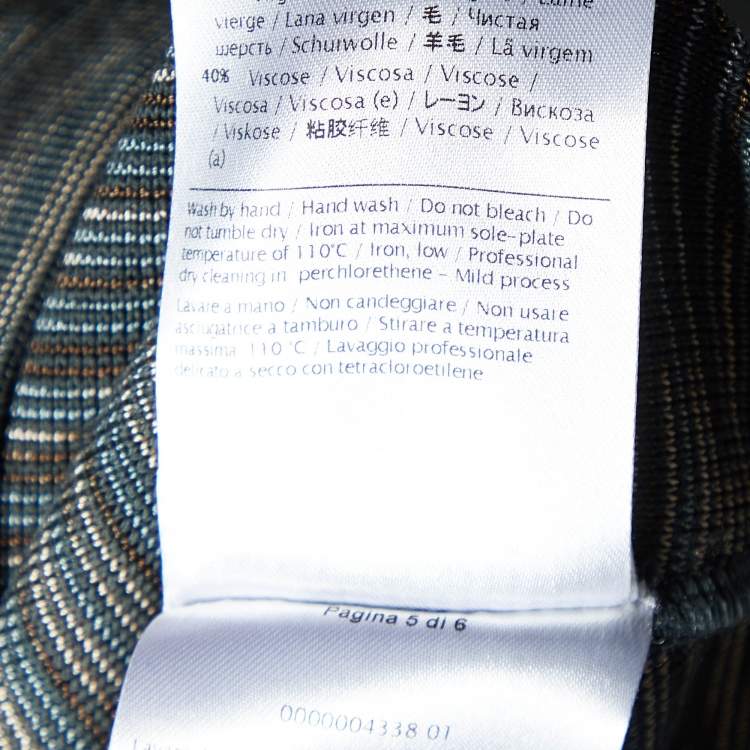 vierge / Lana virgen / 毛 / Чистая
шерсть / Schurwolle / 羊毛 / Lã virgem
40% Viscose / Viscosa / Viscose /
Viscosa / Viscosa (e) / レーヨン / Вискоза
/ Viskose / 粘胶纤维 / Viscose / Viscose
(a)
Wash by hand / Hand wash / Do not bleach / Do
not tumble dry / Iron at maximum sole-plate
temperature of 110°C / Iron, low / Professional
dry cleaning in perchlorethene - Mild process
Lavare a mano / Non candeggiare / Non usare
asciugatrice a tamburo / Stirare a temperatura
massima 110 °C / Lavaggio professionale
delicato a secco con tetracloroetilene
Pagina 5 di 6
0000004338 01